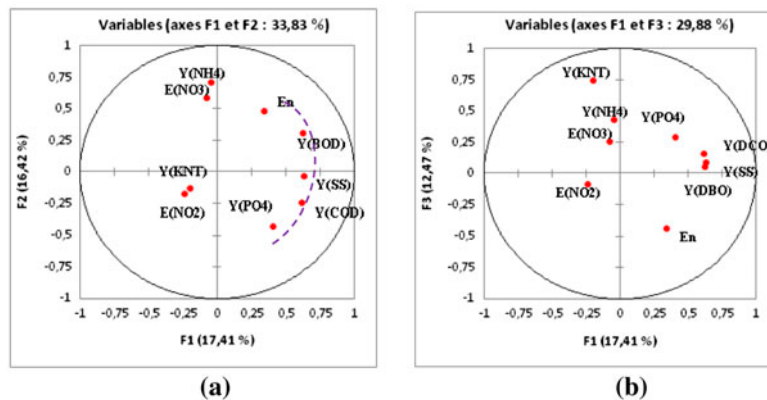 Variables (axes F1 et F2 : 33,83 %)
1
0,75
0,5
0,25
0
-0,25
-0,5
-0,75
-1
F2 (16,42 %)
Y(NH4)
E(NO3)
En
Y(BOD)
Y(KNT)
Y(SS)
E(NO2)
Y(PO4)
Y(COD)
-1 -0,75 -0,5 -0,25 0 0,25 0,5 0,75 1
F1 (17,41 %)
(a)
Variables (axes F1 et F3 : 29,88 %)
1
0,75
0,5
0,25
0
-0,25
-0,5
-0,75
-1
F3 (12,47 %)
Y(KNT)
Y(NH4)
Y(PO4)
E(NO3)
Y(DCO)
Y(SS)
E(NO2)
Y(DBO)
En
-1 -0,75 -0,5 -0,25 0 0,25 0,5 0,75 1
F1 (17,41 %)
(b)